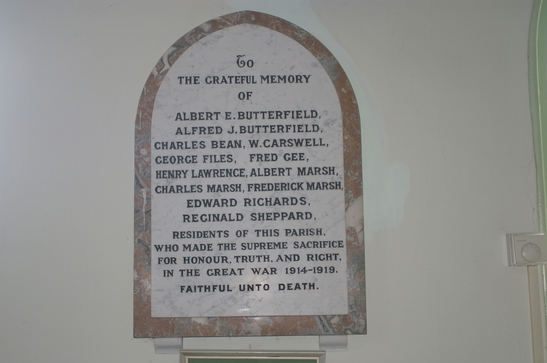 To
THE GRATEFUL MEMORY
OF
ALBERT E. BUTTERFIELD,
ALFRED J. BUTTERFIELD,
CHARLES BEAN, W. CARSWELL,
GEORGE FILES, FRED GEE,
HENRY LAWRENCE, ALBERT MARSH,
CHARLES MARSH, FREDERICK MARSH,
EDWARD RICHARDS,
REGINALD SHEPPARD,
RESIDENTS OF THIS PARISH,
WHO MADE THE SUPREME SACRIFICE
FOR HONOUR, TRUTH, AND RIGHT,
IN THE GREAT WAR 1914-1919.
FAITHFUL UNTO DEATH.